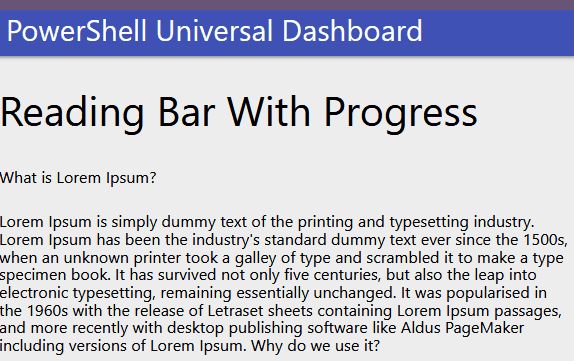 PowerShell Universal Dashboard
Reading Bar With Progress
What is Lorem Ipsum?
Lorem Ipsum is simply dummy text of the printing and typesetting industry.
Lorem Ipsum has been the industry's standard dummy text ever since the 1500s,
when an unknown printer took a galley of type and scrambled it to make a type
specimen book. It has survived not only five centuries, but also the leap into
electronic typesetting, remaining essentially unchanged. It was popularised in
the 1960s with the release of Letraset sheets containing Lorem Ipsum passages,
and more recently with desktop publishing software like Aldus PageMaker
including versions of Lorem Ipsum. Why do we use it?